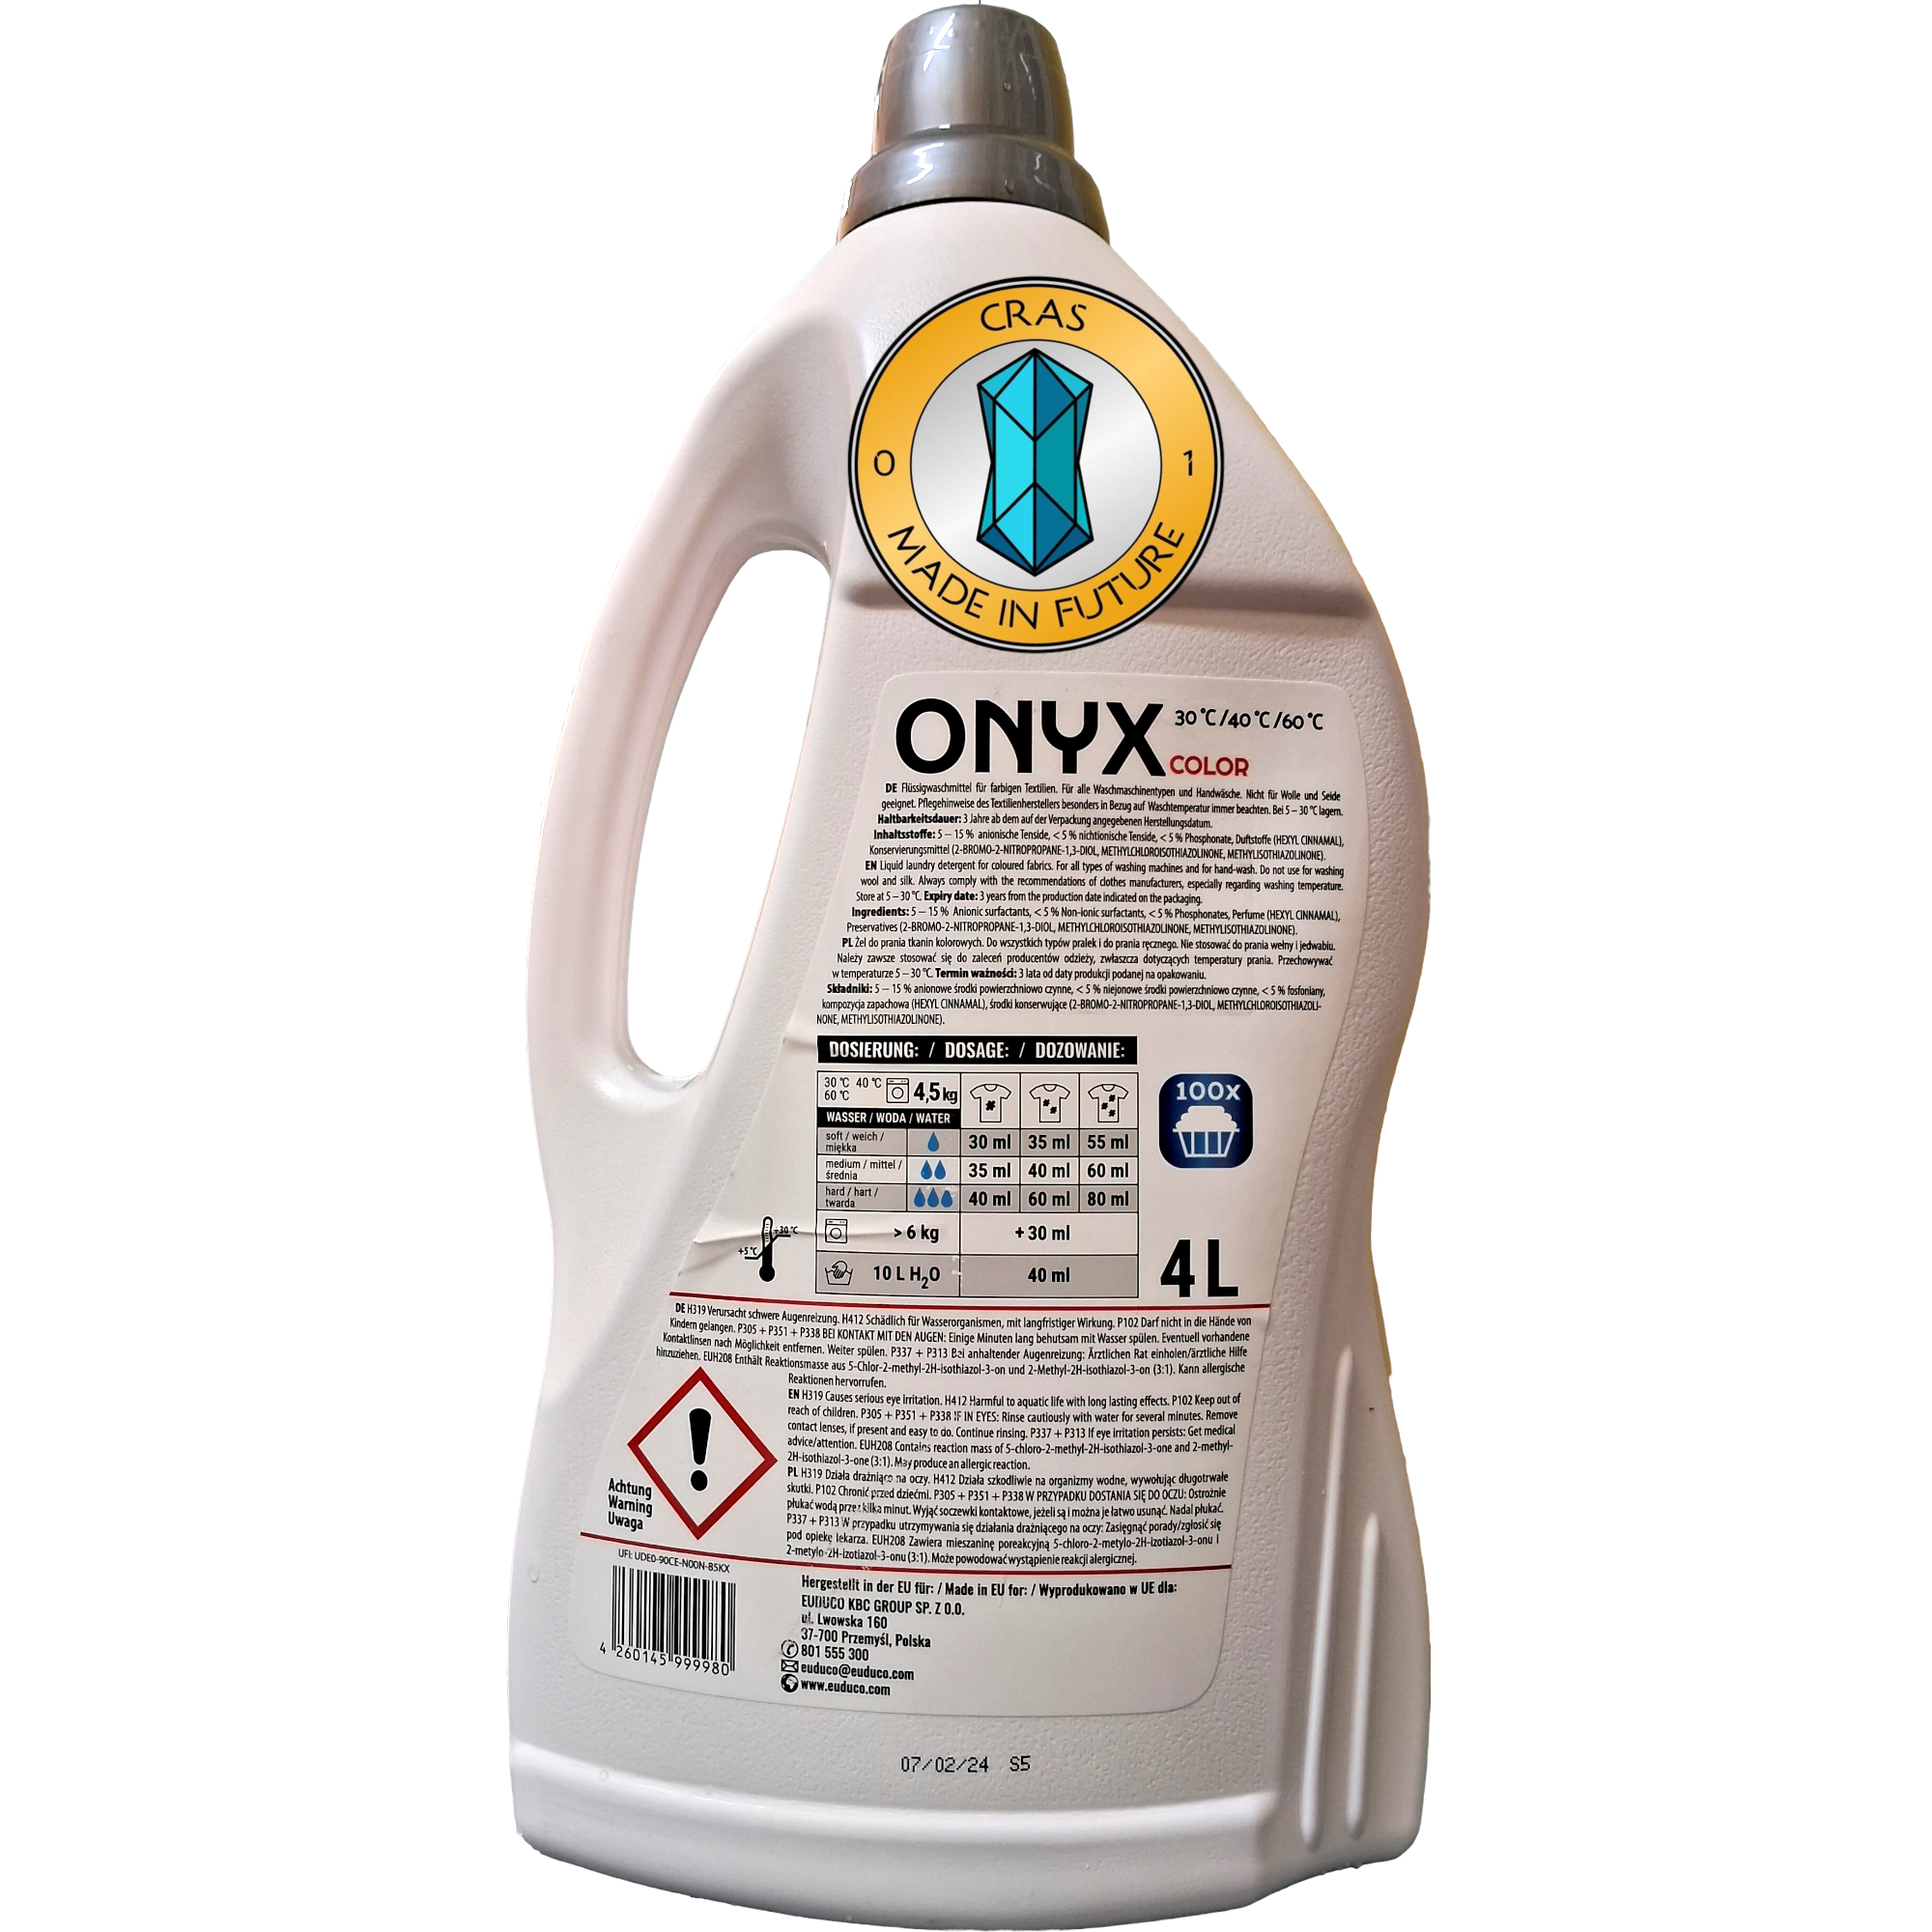 CRAS
0 1
MADE IN FUTURE
ONYX 30 °C /40 °C /60 °C
COLOR
DE Flüssigwaschmittel für farbigen Textilien. Für alle Waschmaschinentypen und Handwäsche. Nicht für Wolle und Seide
geeignet. Pflegehinweise des Textilienherstellers besonders in Bezug auf Waschtemperatur immer beachten. Bei 5 – 30 °C lagern.
Haltbarkeitsdauer: 3 Jahre ab dem auf der Verpackung angegebenen Herstellungsdatum.
Inhaltsstoffe: 5 – 15 % anionische Tenside, < 5 % nichtionische Tenside, < 5 % Phosphonate, Duftstoffe (HEXYL CINNAMAL),
Konservierungsmittel (2-BROMO-2-NITROPROPANE-1,3-DIOL, METHYLCHLOROISOTHIAZOLINONE, METHYLISOTHIAZOLINONE).
EN Liquid laundry detergent for coloured fabrics. For all types of washing machines and for hand-wash. Do not use for washing
wool and silk. Always comply with the recommendations of clothes manufacturers, especially regarding washing temperature.
Store at 5 – 30 °C. Expiry date: 3 years from the production date indicated on the packaging.
Ingredients: 5 – 15 % Anionic surfactants, < 5 % Non-ionic surfactants, < 5 % Phosphonates, Perfume (HEXYL CINNAMAL),
Preservatives (2-BROMO-2-NITROPROPANE-1,3-DIOL, METHYLCHLOROISOTHIAZOLINONE, METHYLISOTHIAZOLINONE).
PL Żel do prania tkanin kolorowych. Do wszystkich typów pralek i do prania ręcznego. Nie stosować do prania wełny i jedwabiu.
Należy zawsze stosować się do zaleceń producentów odzieży, zwłaszcza dotyczących temperatury prania. Przechowywać
w temperaturze 5 – 30 °C. Termin ważności: 3 lata od daty produkcji podanej na opakowaniu.
Składniki: 5 – 15 % anionowe środki powierzchniowo czynne, < 5 % niejonowe środki powierzchniowo czynne, < 5 % fosfoniany,
kompozycja zapachowa (HEXYL CINNAMAL), środki konserwujące (2-BROMO-2-NITROPROPANE-1,3-DIOL, METHYLCHLOROISOTHIAZOLI-
NONE, METHYLISOTHIAZOLINONE).
DOSIERUNG: / DOSAGE: / DOZOWANIE:
30 °C 40 °C
60 °C 4,5 kg
WASSER / WODA / WATER
soft / weich /
miękka 30 ml 35 ml 55 ml
medium / mittel /
średnia 35 ml 40 ml 60 ml
hard / hart /
twarda 40 ml 60 ml 80 ml
> 6 kg + 30 ml
10 L H2O 40 ml
100x
+30 °C
+5 °C
4 L
DE H319 Verursacht schwere Augenreizung. H412 Schädlich für Wasserorganismen, mit langfristiger Wirkung. P102 Darf nicht in die Hände von
Kindern gelangen. P305 + P351 + P338 BEI KONTAKT MIT DEN AUGEN: Einige Minuten lang behutsam mit Wasser spülen. Eventuell vorhandene
Kontaktlinsen nach Möglichkeit entfernen. Weiter spülen. P337 + P313 Bei anhaltender Augenreizung: Ärztlichen Rat einholen/ärztliche Hilfe
hinzuziehen. EUH208 Enthält Reaktionsmasse aus 5-Chlor-2-methyl-2H-isothiazol-3-on und 2-Methyl-2H-isothiazol-3-on (3:1). Kann allergische
Reaktionen hervorrufen.
EN H319 Causes serious eye irritation. H412 Harmful to aquatic life with long lasting effects. P102 Keep out of
reach of children. P305 + P351 + P338 IF IN EYES: Rinse cautiously with water for several minutes. Remove
contact lenses, if present and easy to do. Continue rinsing. P337 + P313 If eye irritation persists: Get medical
advice/attention. EUH208 Contains reaction mass of 5-chloro-2-methyl-2H-isothiazol-3-one and 2-methyl-
2H-isothiazol-3-one (3:1). May produce an allergic reaction.
PL H319 Działa drażniąco na oczy. H412 Działa szkodliwie na organizmy wodne, wywołując długotrwałe
skutki. P102 Chronić przed dziećmi. P305 + P351 + P338 W PRZYPADKU DOSTANIA SIĘ DO OCZU: Ostrożnie
płukać wodą przez kilka minut. Wyjąć soczewki kontaktowe, jeżeli są i można je łatwo usunąć. Nadal płukać.
P337 + P313 W przypadku utrzymywania się działania drażniącego na oczy: Zasięgnąć porady/zgłosić się
pod opiekę lekarza. EUH208 Zawiera mieszaninę poreakcyjną 5-chloro-2-metylo-2H-izotiazol-3-onu i
2-metylo-2H-izotiazol-3-onu (3:1). Może powodować wystąpienie reakcji alergicznej.
Achtung
Warning
Uwaga
UFI: UDE0-90CE-N00N-85KX
4 260145 999980
Hergestellt in der EU für: / Made in EU for: / Wyprodukowano w UE dla:
EUDUCO KBC GROUP SP. Z O.O.
ul. Lwowska 160
37-700 Przemyśl, Polska
801 555 300
euduco@euduco.com
www.euduco.com
07/02/24 S5